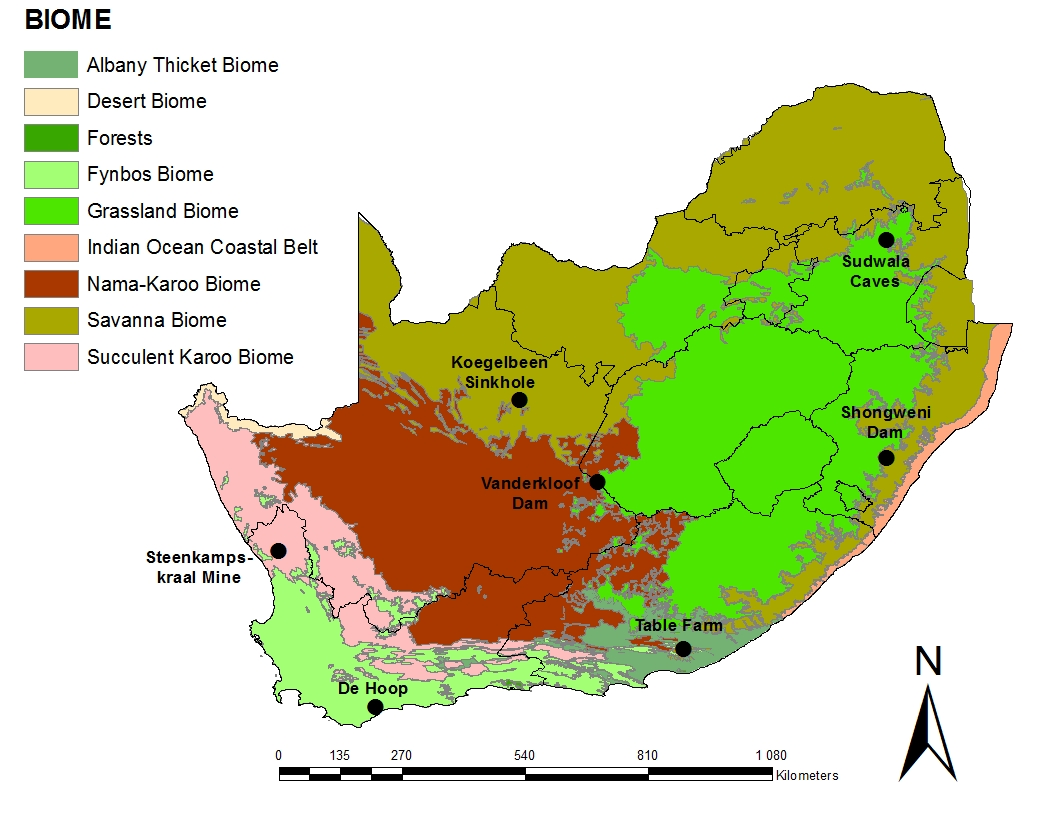 BIOME
Albany Thicket Biome
Desert Biome
Forests
Fynbos Biome
Grassland Biome
Indian Ocean Coastal Belt
Nama-Karoo Biome
Savanna Biome
Succulent Karoo Biome
Sudwala
Caves
Koegelbeen
Sinkhole
Shongweni
Dam
Vanderkloof
Dam
Steenkamps-
kraal Mine
Table Farm
De Hoop
N
0 135 270 540 810 1 080
Kilometers